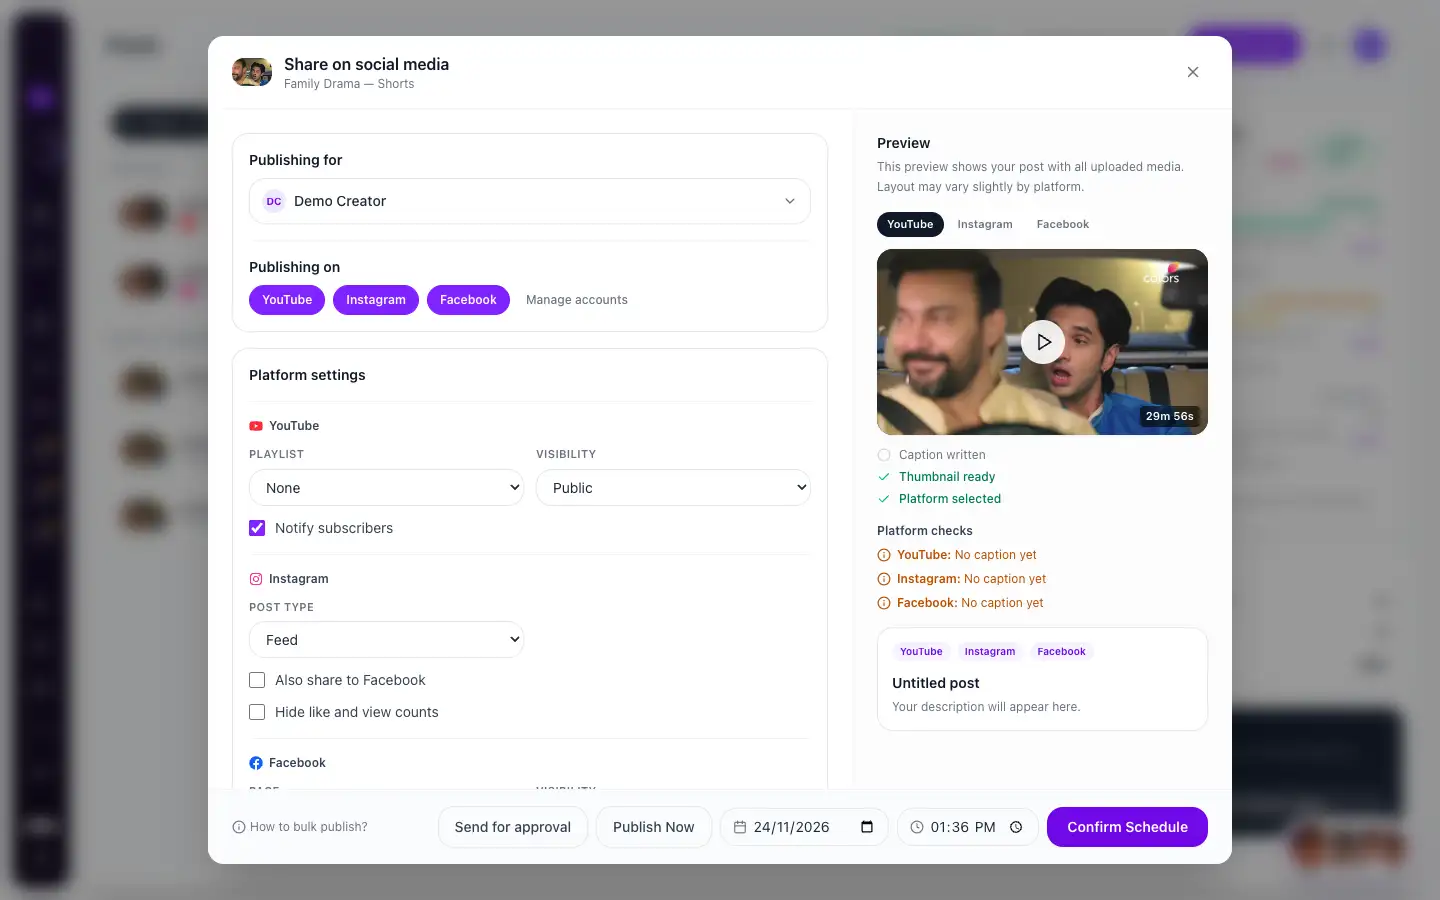 Share on social media
Family Drama — Shorts
Publishing for
DC Demo Creator
Publishing on
YouTube Instagram Facebook Manage accounts
Platform settings
YouTube
PLAYLIST VISIBILITY
None Public
Notify subscribers
Instagram
POST TYPE
Feed
Also share to Facebook
Hide like and view counts
Facebook
Preview
This preview shows your post with all uploaded media.
Layout may vary slightly by platform.
YouTube Instagram Facebook
colors
29m 56s
Caption written
Thumbnail ready
Platform selected
Platform checks
YouTube: No caption yet
Instagram: No caption yet
Facebook: No caption yet
YouTube Instagram Facebook
Untitled post
Your description will appear here.
How to bulk publish? Send for approval Publish Now 24/11/2026 01:36 PM Confirm Schedule